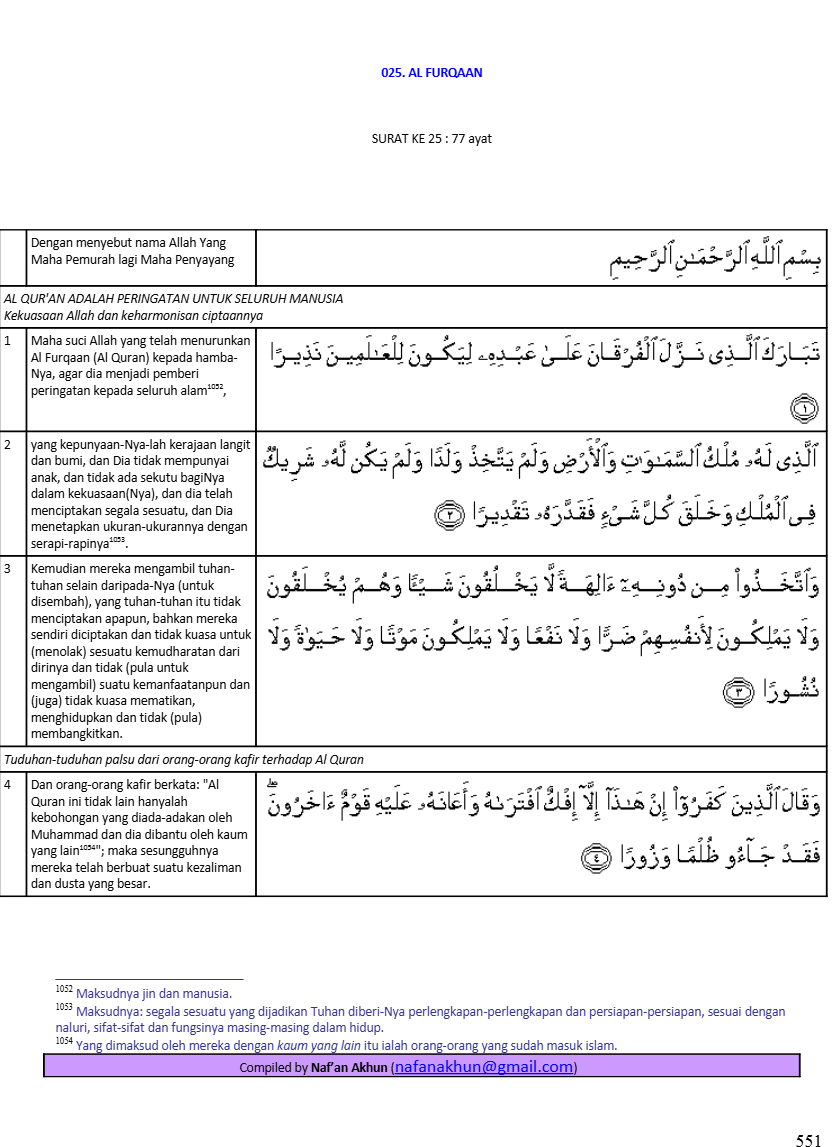 025. AL FURQAAN
SURAT KE 25 : 77 ayat
Dengan menyebut nama Allah Yang
Maha Pemurah lagi Maha Penyayang
بِسْمِ ٱللَّهِ ٱلرَّحْمَـٰنِ ٱلرَّحِيمِ
AL QUR'AN ADALAH PERINGATAN UNTUK SELURUH MANUSIA
Kekuasaan Allah dan keharmonisan ciptaannya
1
Maha suci Allah yang telah menurunkan
Al Furqaan (Al Quran) kepada hamba-
Nya, agar dia menjadi pemberi
peringatan kepada seluruh alam¹⁰⁵²,
تَبَارَكَ ٱلَّذِى نَزَّلَ ٱلْفُرْقَانَ عَلَىٰ عَبْدِهِۦ لِيَكُونَ لِلْعَـٰلَمِينَ نَذِيرًا
١
2
yang kepunyaan-Nya-lah kerajaan langit
dan bumi, dan Dia tidak mempunyai
anak, dan tidak ada sekutu bagiNya
dalam kekuasaan(Nya), dan dia telah
menciptakan segala sesuatu, dan Dia
menetapkan ukuran-ukurannya dengan
serapi-rapinya¹⁰⁵³.
ٱلَّذِى لَهُۥ مُلْكُ ٱلسَّمَـٰوَٰتِ وَٱلْأَرْضِ وَلَمْ يَتَّخِذْ وَلَدًا وَلَمْ يَكُن لَّهُۥ شَرِيكٌ
فِى ٱلْمُلْكِ وَخَلَقَ كُلَّ شَىْءٍ فَقَدَّرَهُۥ تَقْدِيرًا ٢
3
Kemudian mereka mengambil tuhan-
tuhan selain daripada-Nya (untuk
disembah), yang tuhan-tuhan itu tidak
menciptakan apapun, bahkan mereka
sendiri diciptakan dan tidak kuasa untuk
(menolak) sesuatu kemudharatan dari
dirinya dan tidak (pula untuk
mengambil) suatu kemanfaatanpun dan
(juga) tidak kuasa mematikan,
menghidupkan dan tidak (pula)
membangkitkan.
وَٱتَّخَذُوا۟ مِن دُونِهِۦٓ ءَالِهَةً لَّا يَخْلُقُونَ شَيْـًٔا وَهُمْ يُخْلَقُونَ
وَلَا يَمْلِكُونَ لِأَنفُسِهِمْ ضَرًّا وَلَا نَفْعًا وَلَا يَمْلِكُونَ مَوْتًا وَلَا حَيَوٰةً وَلَا
نُشُورًا ٣
Tuduhan-tuduhan palsu dari orang-orang kafir terhadap Al Quran
4
Dan orang-orang kafir berkata: "Al
Quran ini tidak lain hanyalah
kebohongan yang diada-adakan oleh
Muhammad dan dia dibantu oleh kaum
yang lain¹⁰⁵⁴"; maka sesungguhnya
mereka telah berbuat suatu kezaliman
dan dusta yang besar.
وَقَالَ ٱلَّذِينَ كَفَرُوٓا۟ إِنْ هَـٰذَآ إِلَّآ إِفْكٌ ٱفْتَرَىٰهُ وَأَعَانَهُۥ عَلَيْهِ قَوْمٌ ءَاخَرُونَ ۖ
فَقَدْ جَآءُو ظُلْمًا وَزُورًا ٤
1052 Maksudnya jin dan manusia.
1053 Maksudnya: segala sesuatu yang dijadikan Tuhan diberi-Nya perlengkapan-perlengkapan dan persiapan-persiapan, sesuai dengan
naluri, sifat-sifat dan fungsinya masing-masing dalam hidup.
1054 Yang dimaksud oleh mereka dengan kaum yang lain itu ialah orang-orang yang sudah masuk islam.
Compiled by Naf'an Akhun (nafanakhun@gmail.com)
551